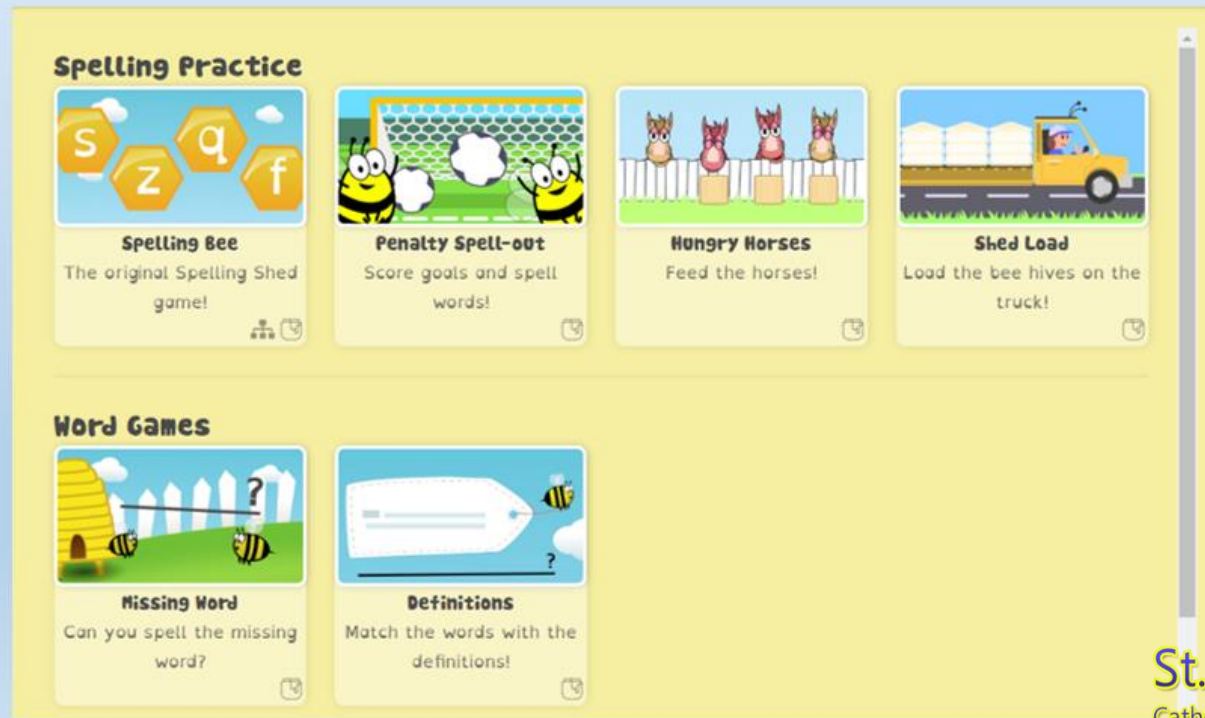 Spelling Practice
s z q f
Spelling Bee
The original Spelling Shed
game!
Penalty Spell-out
Score goals and spell
words!
Hungry Horses
Feed the horses!
Shed Load
Load the bee hives on the
truck!
Word Games
?
Missing Word
Can you spell the missing
word?
?
Definitions
Match the words with the
definitions!
St.
Cath